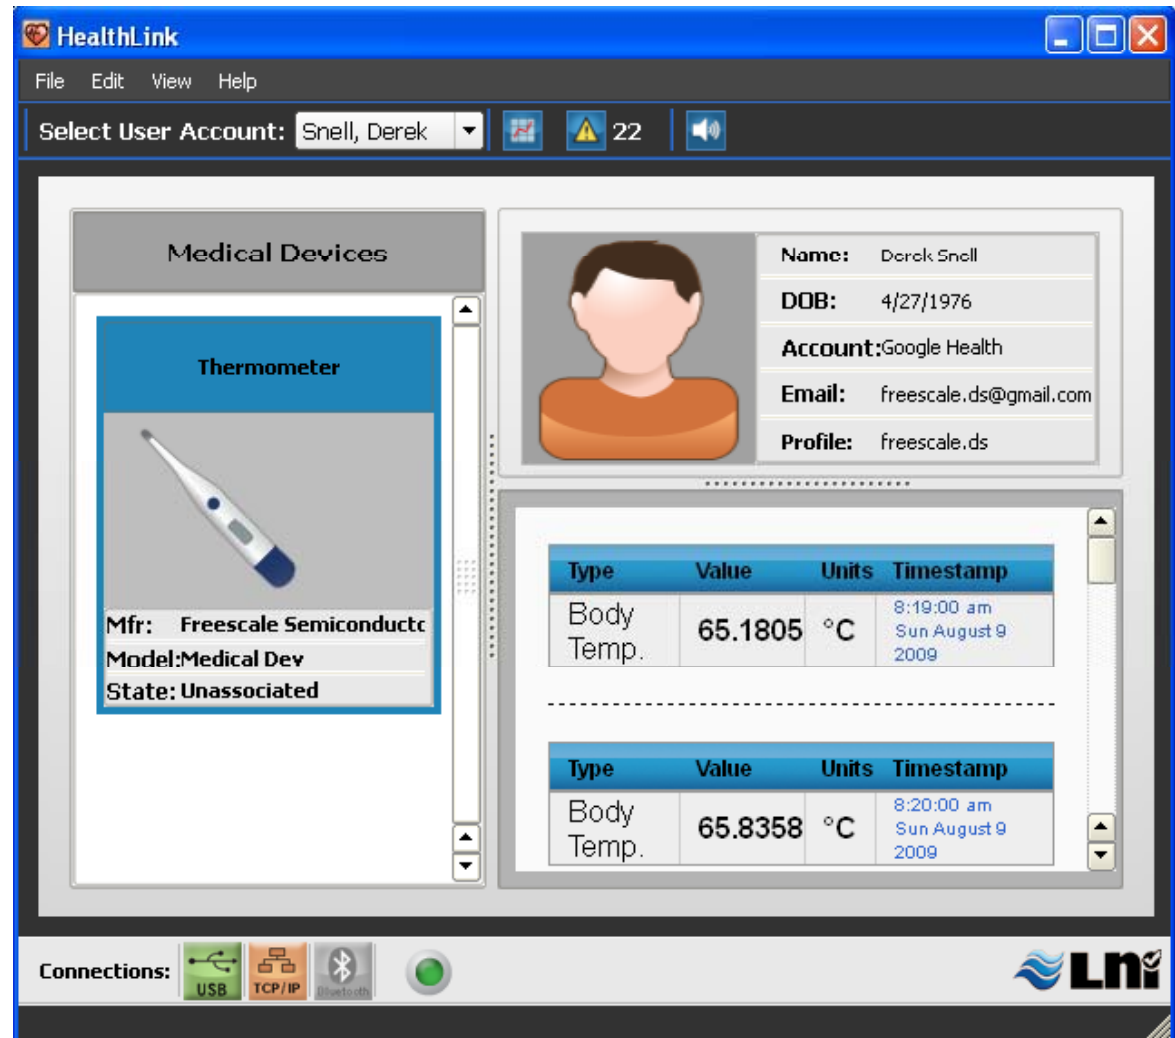 HealthLink
File Edit View Help
Select User Account: Snell, Derek 22
Medical Devices
Thermometer
Mfr: Freescale Semiconductc
Model:Medical Dev
State: Unassociated
Name: Derek Snell
DOB: 4/27/1976
Account:Google Health
Email: freescale.ds@gmail.com
Profile: freescale.ds
Type Value Units Timestamp
Body Temp. 65.1805 °C 8:19:00 am
Sun August 9
2009
Type Value Units Timestamp
Body Temp. 65.8358 °C 8:20:00 am
Sun August 9
2009
Connections: USB TCP/IP Bluetooth
LNI